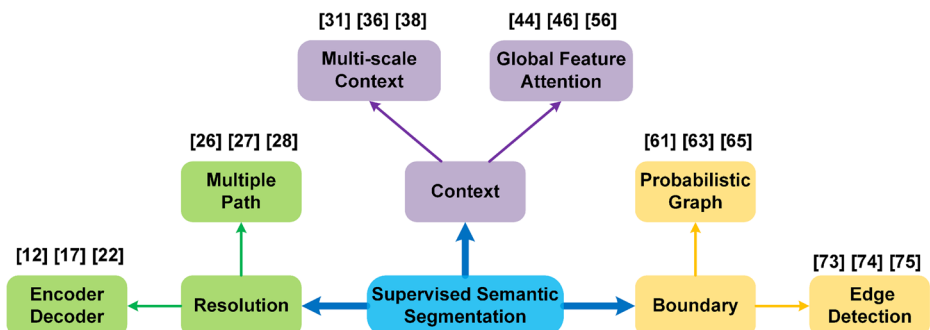 [31] [36] [38]
[44] [46] [56]
Multi-scale
Context
Global Feature
Attention
[26] [27] [28]
[61] [63] [65]
Multiple
Path
Context
Probabilistic
Graph
[12] [17] [22]
[73] [74] [75]
Encoder
Decoder
Resolution
Supervised Semantic
Segmentation
Boundary
Edge
Detection